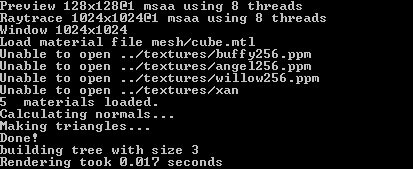 Preview 128x128@1 msaa using 8 threads
Raytrace 1024x1024@1 msaa using 8 threads
Window 1024x1024
Load material file mesh/cube.mtl
Unable to open ../textures/buffy256.ppm
Unable to open ../textures/angel256.ppm
Unable to open ../textures/willow256.ppm
Unable to open ../textures/xan
5  materials loaded.
Calculating normals...
Making triangles...
Done!
building tree with size 3
Rendering took 0.017 seconds